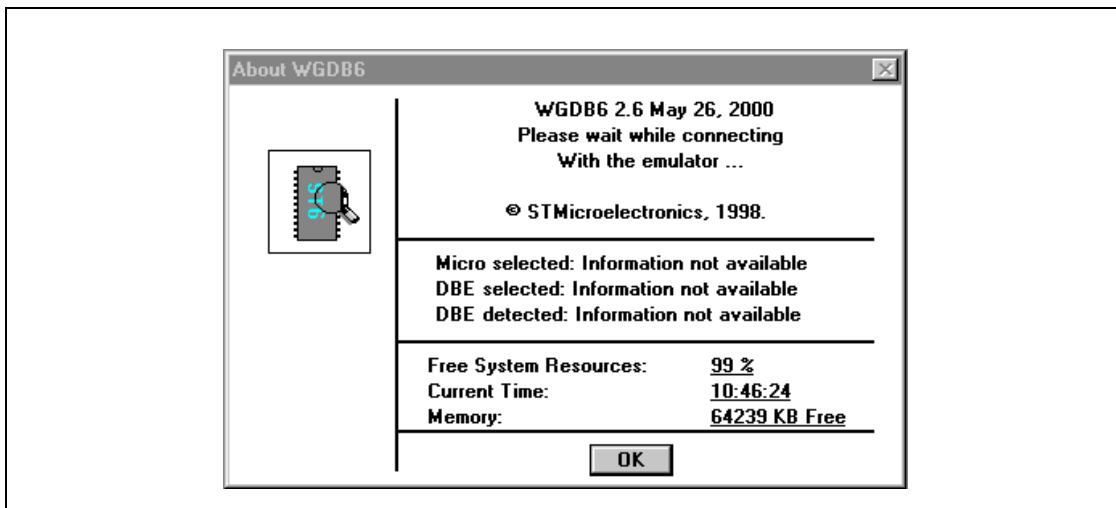 About WGDB6
WGDB6 2.6 May 26, 2000
Please wait while connecting
With the emulator ...
© STMicroelectronics, 1998.
ST6
Micro selected: Information not available
DBE selected: Information not available
DBE detected: Information not available
Free System Resources: 99 %
Current Time: 10:46:24
Memory: 64239 KB Free
OK